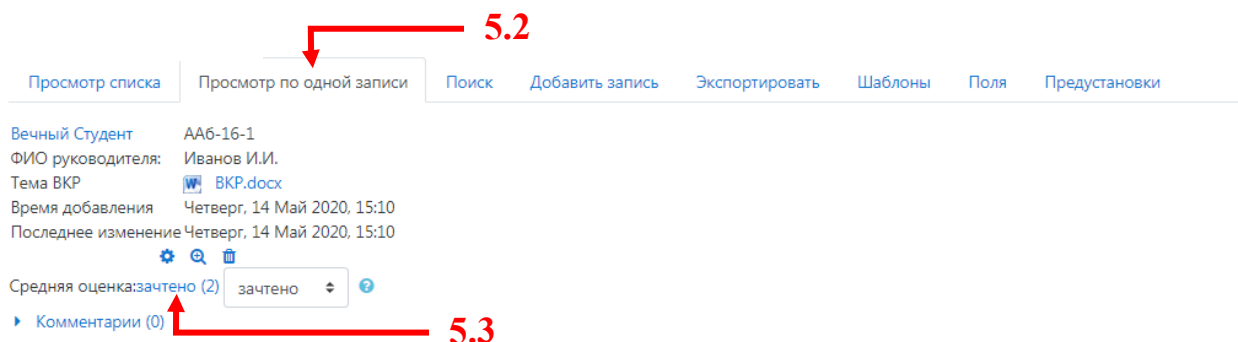 5.2
Просмотр списка Просмотр по одной записи Поиск Добавить запись Экспортировать Шаблоны Поля Предустановки
Вечный Студент ААб-16-1
ФИО руководителя: Иванов И.И.
Тема ВКР ВКР.docx
Время добавления Четверг, 14 Май 2020, 15:10
Последнее изменение Четверг, 14 Май 2020, 15:10
Средняя оценка:зачтено (2) зачтено
Комментарии (0)
5.3